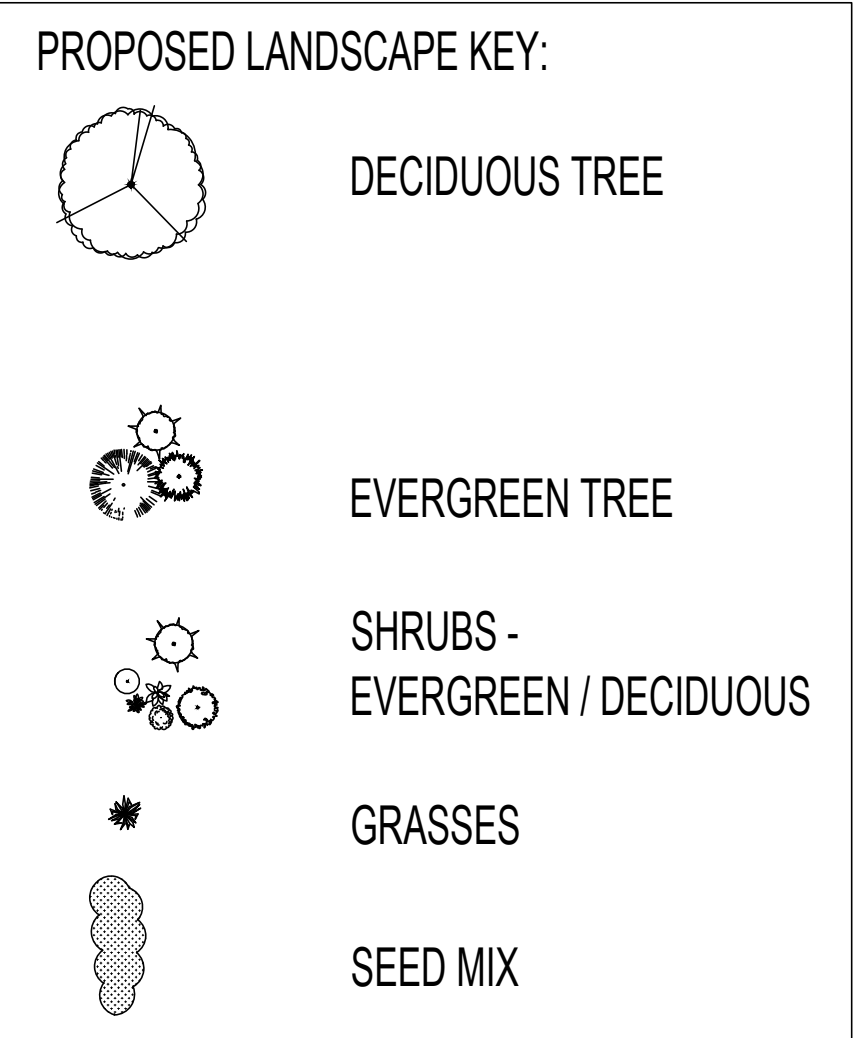 PROPOSED LANDSCAPE KEY:
DECIDUOUS TREE
EVERGREEN TREE
SHRUBS -
EVERGREEN / DECIDUOUS
GRASSES
SEED MIX